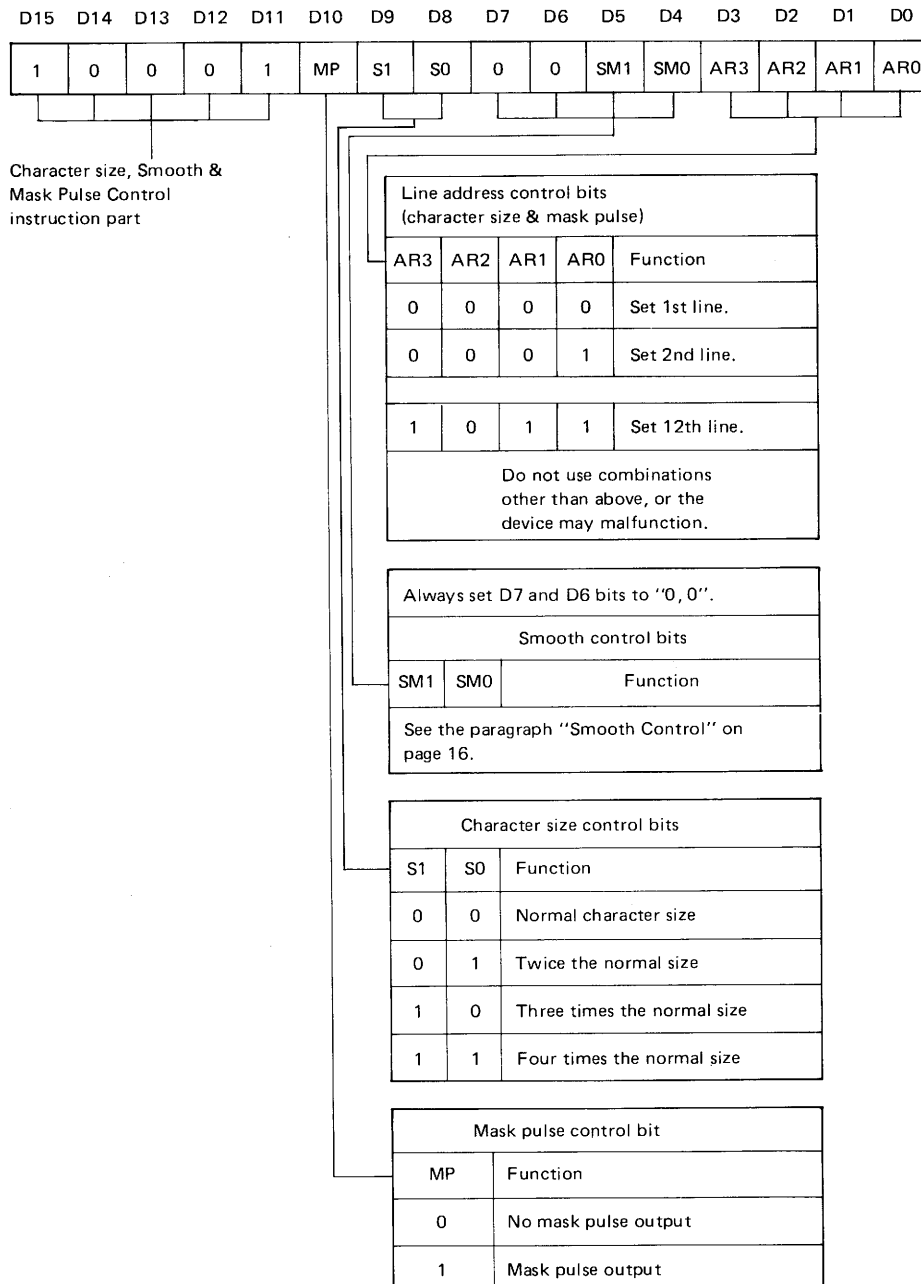 D15 D14 D13 D12 D11 D10 D9 D8 D7 D6 D5 D4 D3 D2 D1 D0
1 0 0 0 1 MP S1 S0 0 0 SM1 SM0 AR3 AR2 AR1 AR0
Character size, Smooth &
Mask Pulse Control
instruction part
Line address control bits
(character size & mask pulse)
AR3 AR2 AR1 AR0 Function
0 0 0 0 Set 1st line.
0 0 0 1 Set 2nd line.
1 0 1 1 Set 12th line.
Do not use combinations
other than above, or the
device may malfunction.
Always set D7 and D6 bits to "0, 0".
Smooth control bits
SM1 SM0 Function
See the paragraph "Smooth Control" on
page 16.
Character size control bits
S1 S0 Function
0 0 Normal character size
0 1 Twice the normal size
1 0 Three times the normal size
1 1 Four times the normal size
Mask pulse control bit
MP Function
0 No mask pulse output
1 Mask pulse output